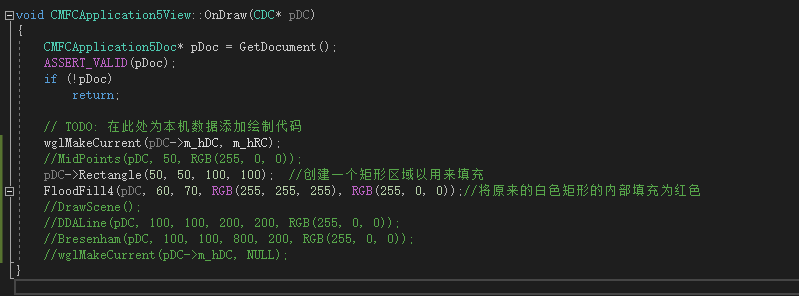 void CMFCApplication5View::OnDraw(CDC* pDC)
{
CMFCApplication5Doc* pDoc = GetDocument();
ASSERT_VALID(pDoc);
if (!pDoc)
return;
// TODO: 在此处为本机数据添加绘制代码
wglMakeCurrent(pDC->m_hDC, m_hRC);
//MidPoints(pDC, 50, RGB(255, 0, 0));
pDC->Rectangle(50, 50, 100, 100);  //创建一个矩形区域以用来填充
FloodFill4(pDC, 60, 70, RGB(255, 255, 255), RGB(255, 0, 0));//将原来的白色矩形的内部填充为红色
//DrawScene();
//DDALine(pDC, 100, 100, 200, 200, RGB(255, 0, 0));
//Bresenham(pDC, 100, 100, 800, 200, RGB(255, 0, 0));
//wglMakeCurrent(pDC->m_hDC, NULL);
}